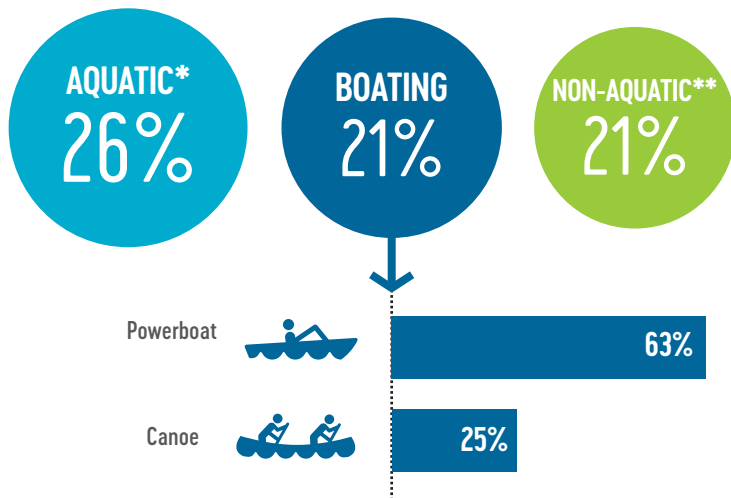 AQUATIC*
26%
BOATING
21%
NON-AQUATIC**
21%
Powerboat
63%
Canoe
25%